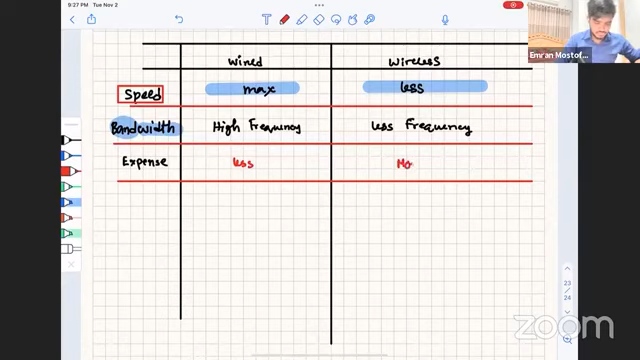 9:27 PM Tue Nov 2
Emran Mostof...
wired wireless
Speed max less
Bandwidth High Frequency less Frequency
Expense less Mo
23
/
24
zoom